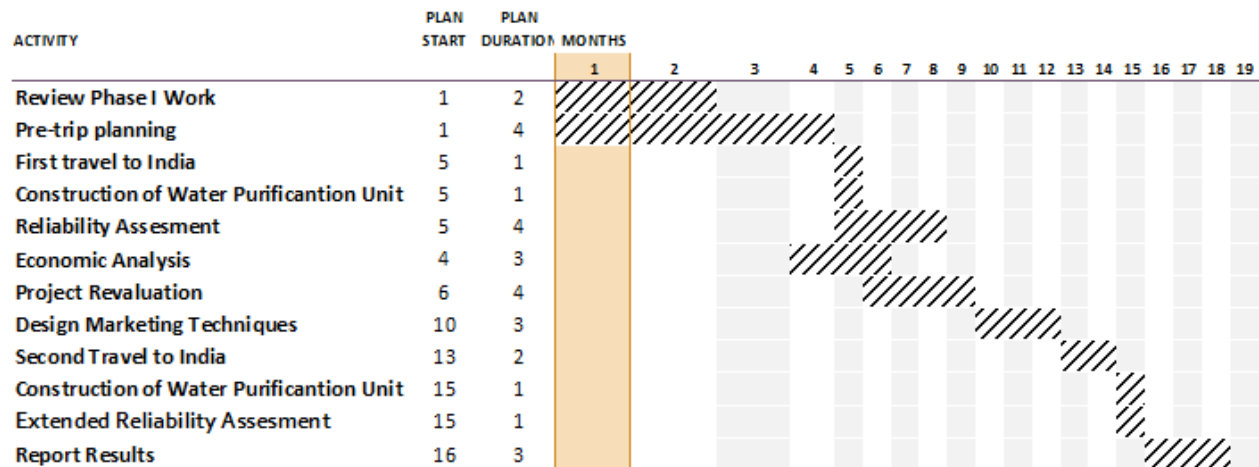 PLAN PLAN
ACTIVITY START DURATION MONTHS
1 2 3 4 5 6 7 8 9 10 11 12 13 14 15 16 17 18 19
Review Phase I Work 1 2
Pre-trip planning 1 4
First travel to India 5 1
Construction of Water Purificantion Unit 5 1
Reliability Assesment 5 4
Economic Analysis 4 3
Project Revaluation 6 4
Design Marketing Techniques 10 3
Second Travel to India 13 2
Construction of Water Purificantion Unit 15 1
Extended Reliability Assesment 15 1
Report Results 16 3